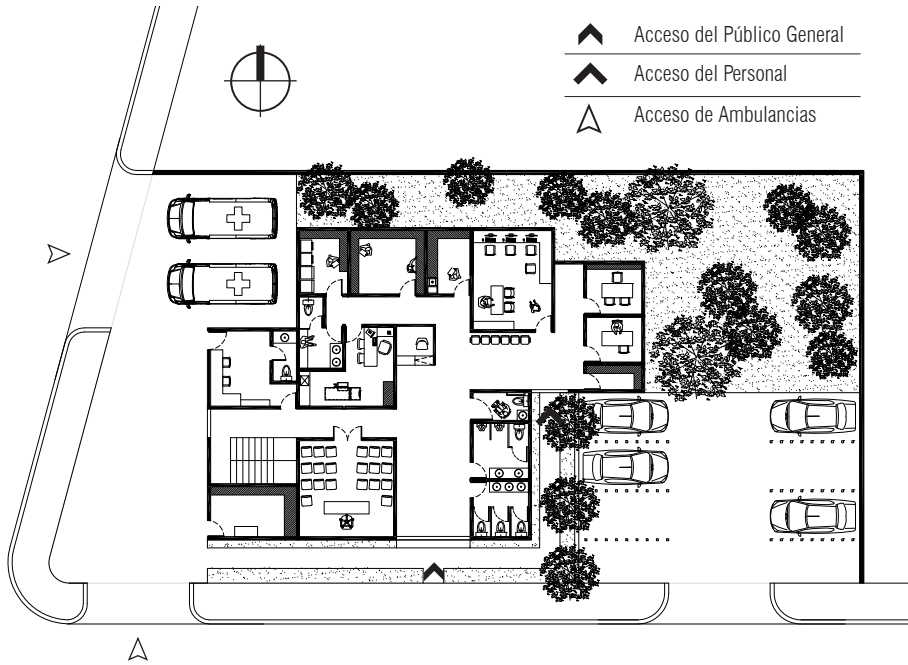 Acceso del Público General
Acceso del Personal
Acceso de Ambulancias